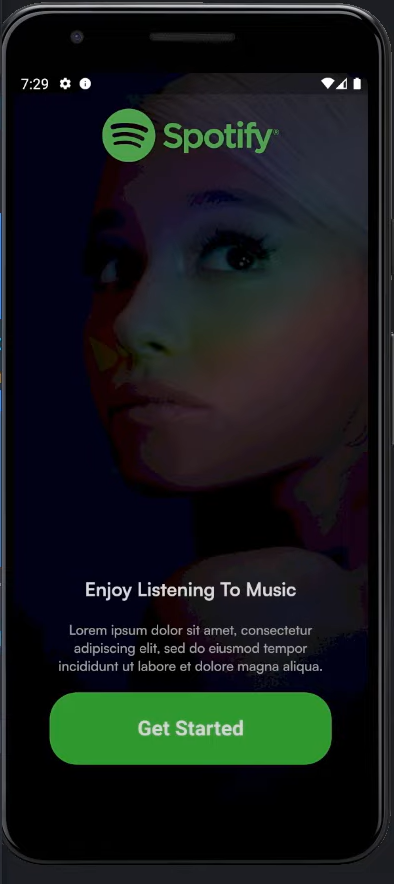 7:29
Spotify®
Enjoy Listening To Music
Lorem ipsum dolor sit amet, consectetur
adipiscing elit, sed do eiusmod tempor
incididunt ut labore et dolore magna aliqua.
Get Started